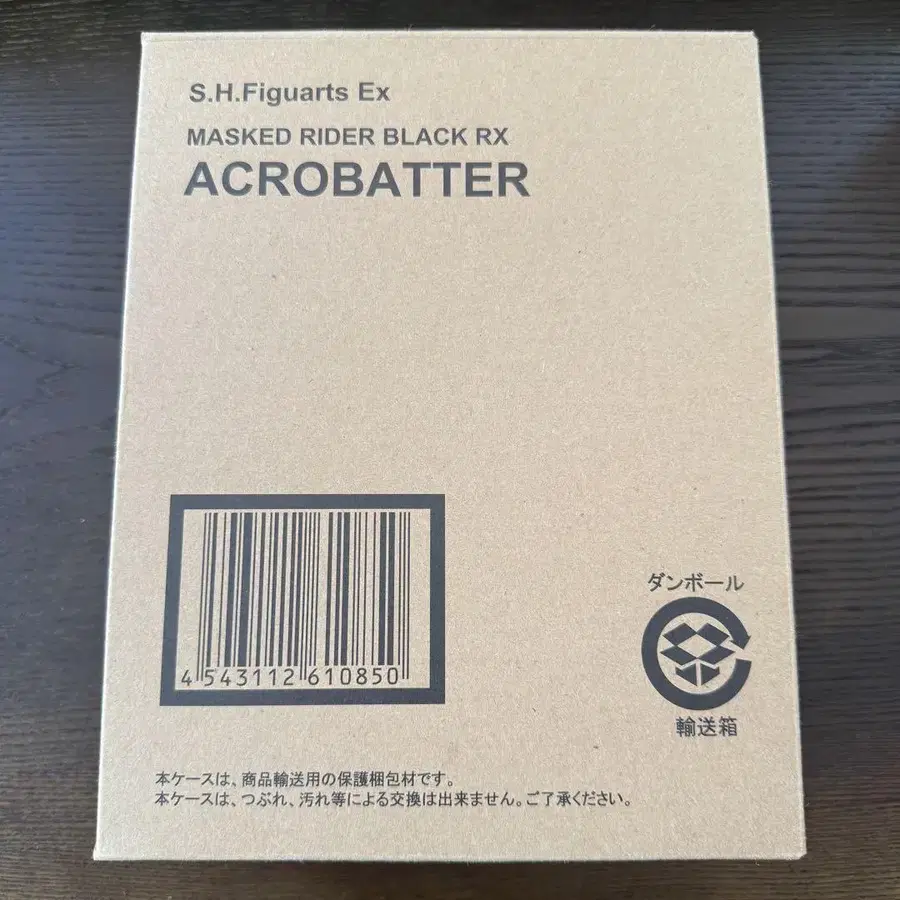 S.H.Figuarts Ex
MASKED RIDER BLACK RX
ACROBATTER
4 543112 610850
ダンボール
輸送箱
本ケースは、商品輸送用の保護梱包材です。
本ケースは、つぶれ、汚れ等による交換は出来ません。ご了承ください。